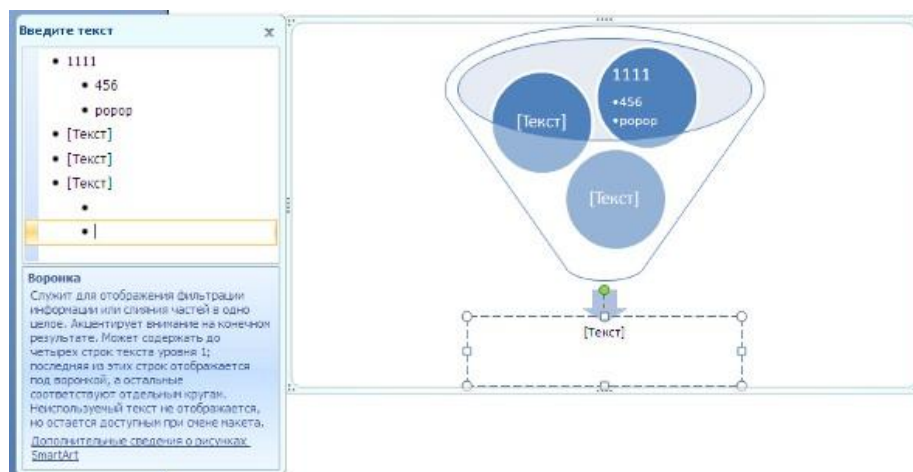 Введите текст
x
• 1111
• 456
• popop
• [Текст]
• [Текст]
• [Текст]
•
•
Воронка
Служит для отображения фильтрации
информации или слияния частей в одно
целое. Акцентирует внимание на конечном
результате. Может содержать до
четырех строк текста уровня 1;
последняя из этих строк отображается
под воронкой, а остальные
соответствуют отдельным кругам.
Неиспользуемый текст не отображается,
но остается доступным при смене макета.
Дополнительные сведения о рисунках
SmartArt
1111
•456
•popop
[Текст]
[Текст]
[Текст]